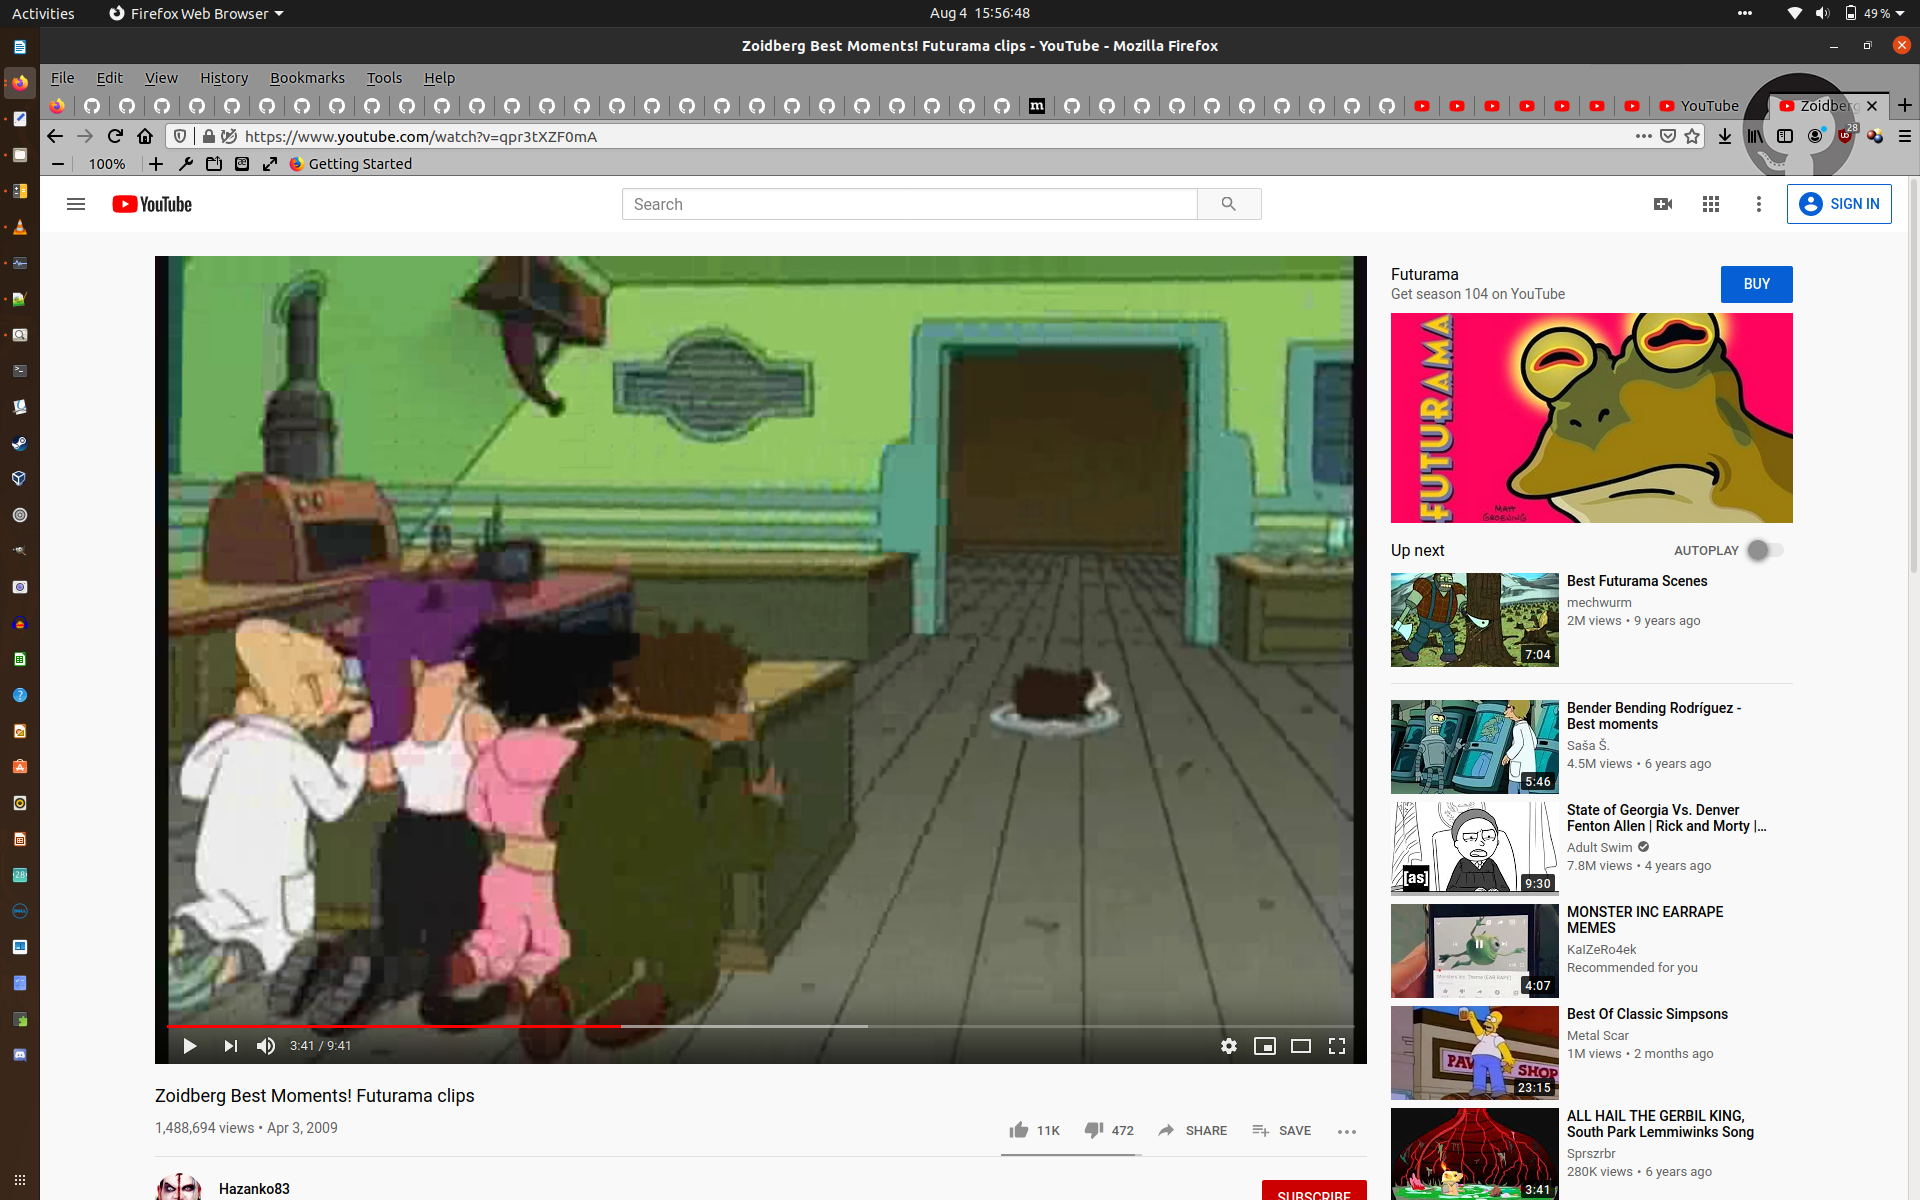 Activities
Firefox Web Browser
Aug 4 15:56:48
49 %
Zoidberg Best Moments! Futurama clips - YouTube - Mozilla Firefox
File Edit View History Bookmarks Tools Help
m
YouTube
Zoidberg
https://www.youtube.com/watch?v=qpr3tXZF0mA
28
100%
Getting Started
YouTube
Search
SIGN IN
Futurama
Get season 104 on YouTube
BUY
FUTURAMA
MATT
GROENING
Up next
AUTOPLAY
Best Futurama Scenes
mechwurm
2M views • 9 years ago
7:04
Bender Bending Rodríguez -
Best moments
Saša Š.
4.5M views • 6 years ago
5:46
State of Georgia Vs. Denver
Fenton Allen | Rick and Morty |...
Adult Swim
7.8M views • 4 years ago
[as]
9:30
MONSTER INC EARRAPE
MEMES
KaIZeRo4ek
Recommended for you
4:07
Best Of Classic Simpsons
Metal Scar
1M views • 2 months ago
SHOP
23:15
ALL HAIL THE GERBIL KING,
South Park Lemmiwinks Song
Sprszrbr
280K views • 6 years ago
3:41
3:41 / 9:41
Zoidberg Best Moments! Futurama clips
1,488,694 views • Apr 3, 2009
11K
472
SHARE
SAVE
Hazanko83
SUBSCRIBE